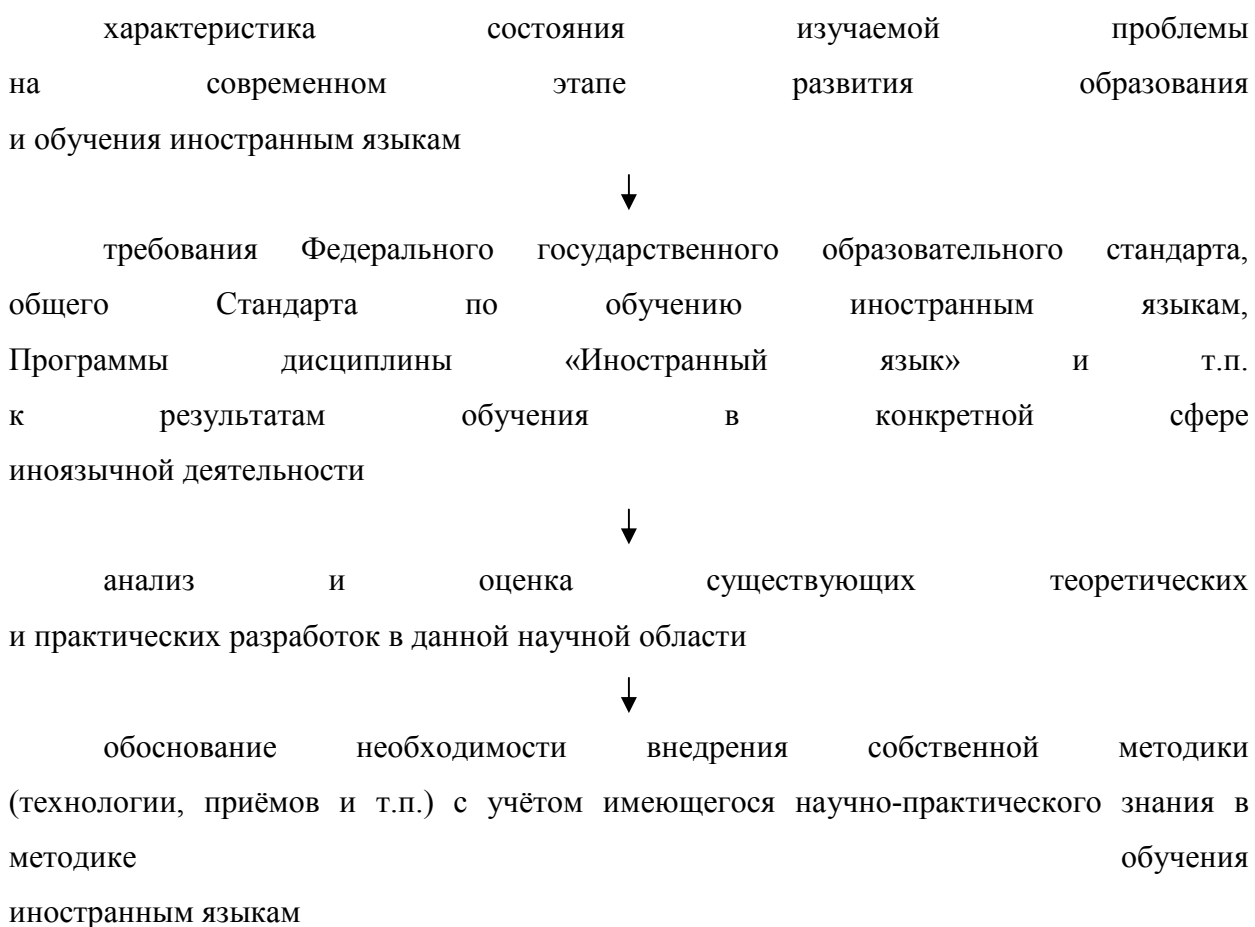 характеристика состояния изучаемой проблемы
на современном этапе развития образования
и обучения иностранным языкам
↓
требования Федерального государственного образовательного стандарта,
общего Стандарта по обучению иностранным языкам,
Программы дисциплины «Иностранный язык» и т.п.
к результатам обучения в конкретной сфере
иноязычной деятельности
↓
анализ и оценка существующих теоретических
и практических разработок в данной научной области
↓
обоснование необходимости внедрения собственной методики
(технологии, приёмов и т.п.) с учётом имеющегося научно-практического знания в
методике обучения
иностранным языкам